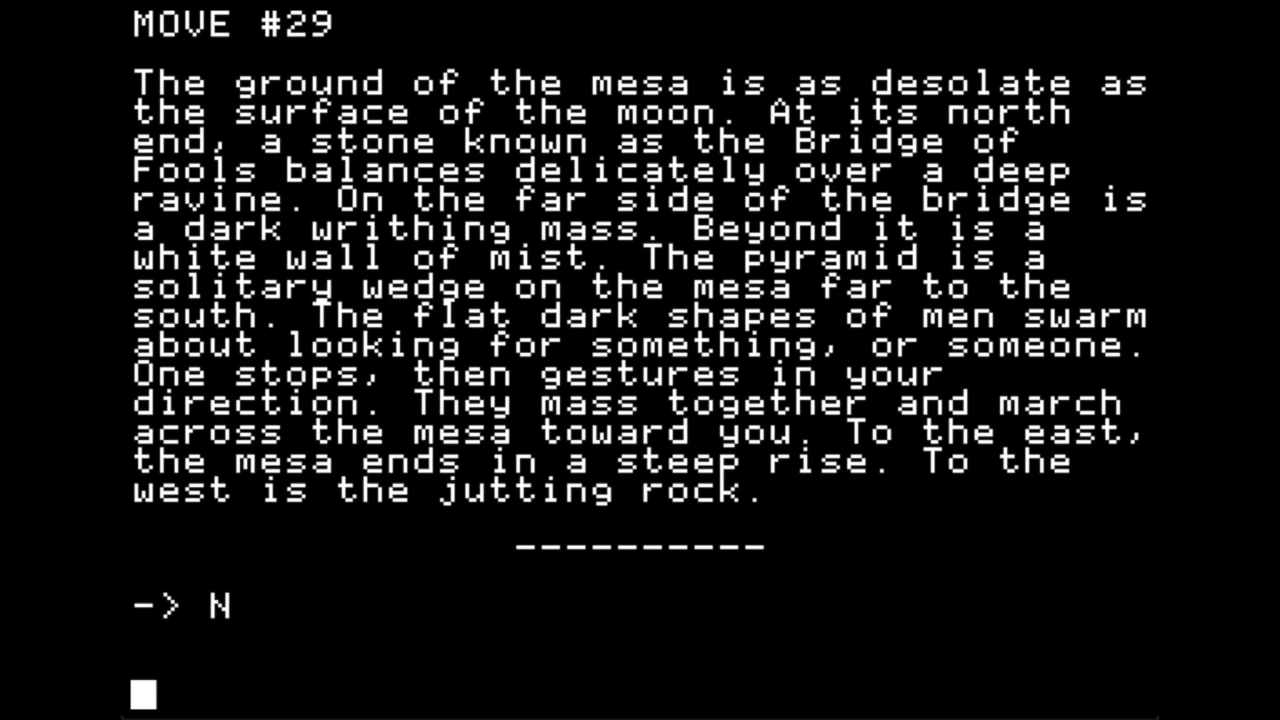 MOVE #29
The ground of the mesa is as desolate as
the surface of the moon. At its north
end, a stone known as the Bridge of
Fools balances delicately over a deep
ravine. On the far side of the bridge is
a dark writhing mass. Beyond it is a
white wall of mist. The pyramid is a
solitary wedge on the mesa far to the
south. The flat dark shapes of men swarm
about looking for something, or someone.
One stops, then gestures in your
direction. They mass together and march
across the mesa toward you. To the east,
the mesa ends in a steep rise. To the
west is the jutting rock.
----------
-> N